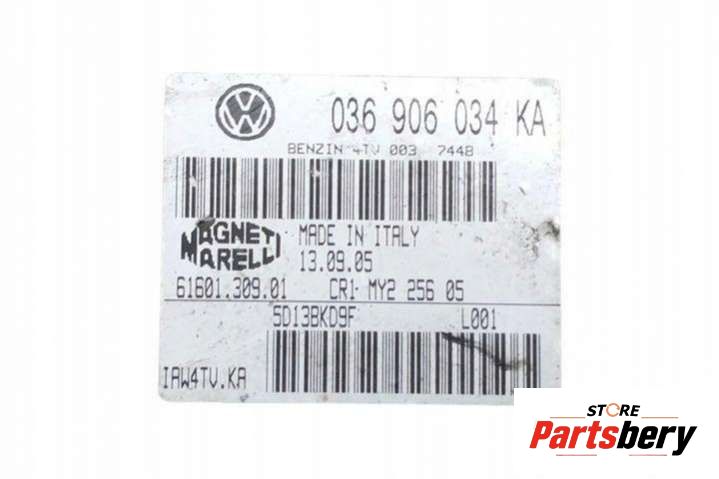 036 906 034 KA
BENZIN 4TV 003 7448
MAGNETI
MARELLI
MADE IN ITALY
13.09.05
61601.309.01 CR1 MY2 256 05
5D13BKD9F L001
IAW4TV.KA
STORE
Partsbery